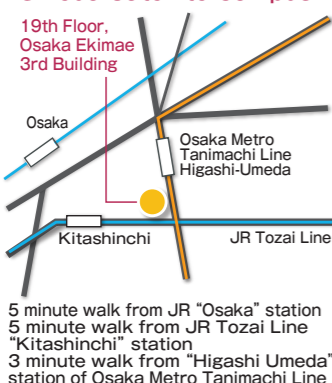 19th Floor,
Osaka Ekimae
3rd Building
Osaka
Osaka Metro
Tanimachi Line
Higashi-Umeda
Kitashinchi
JR Tozai Line
5 minute walk from JR “Osaka” station
5 minute walk from JR Tozai Line
“Kitashinchi” station
3 minute walk from “Higashi Umeda”
station of Osaka Metro Tanimachi Line